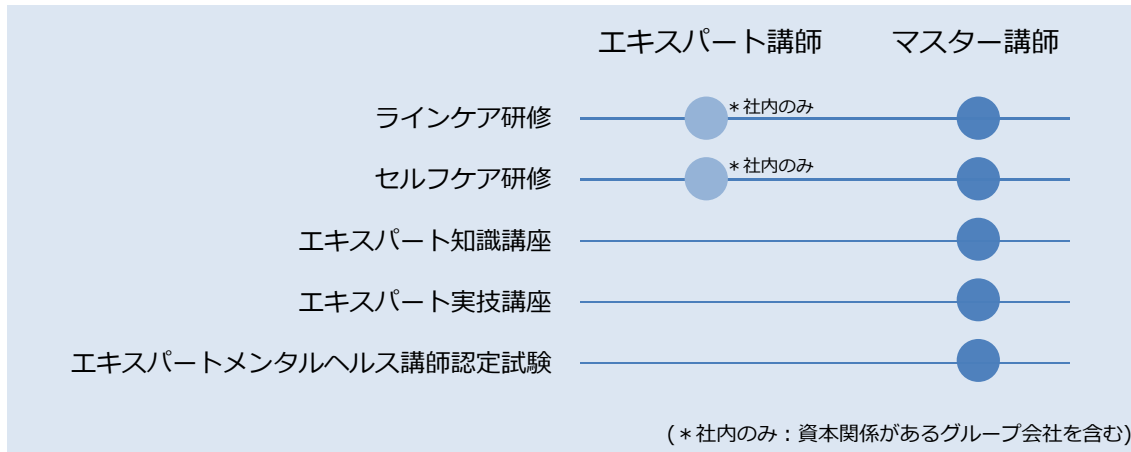 エキスパート講師 マスター講師
ラインケア研修 ＊社内のみ
セルフケア研修 ＊社内のみ
エキスパート知識講座
エキスパート実技講座
エキスパートメンタルヘルス講師認定試験
(＊社内のみ：資本関係があるグループ会社を含む)